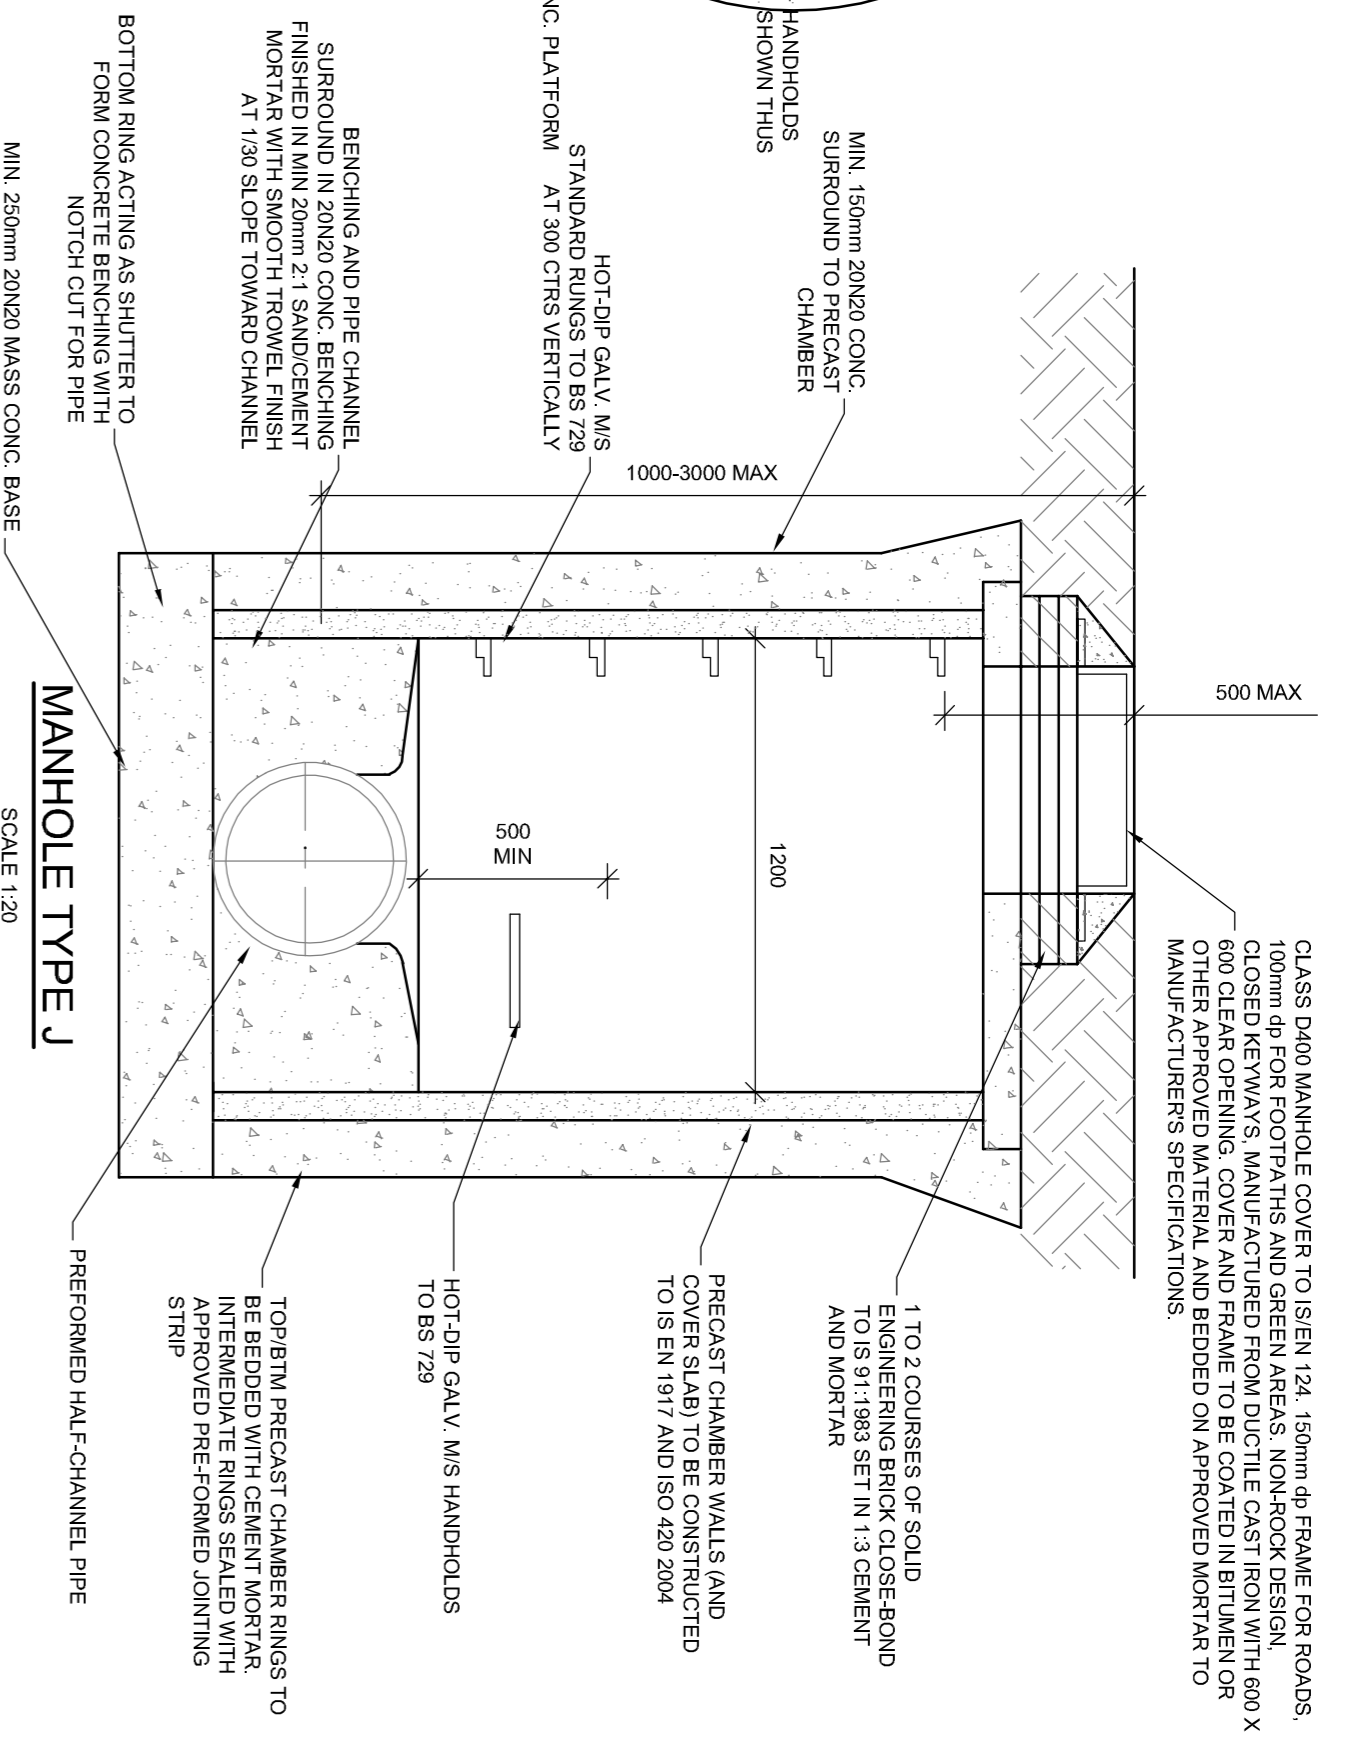 CLASS D400 MANHOLE COVER TO IS/EN 124. 150mm dp FRAME FOR ROADS,
100mm dp FOR FOOTPATHS AND GREEN AREAS. NON-ROCK DESIGN,
CLOSED KEYWAYS, MANUFACTURED FROM DUCTILE CAST IRON WITH 600 X
600 CLEAR OPENING. COVER AND FRAME TO BE COATED IN BITUMEN OR
OTHER APPROVED MATERIAL AND BEDDED ON APPROVED MORTAR TO
MANUFACTURER'S SPECIFICATIONS.
500 MAX
HANDHOLDS
SHOWN THUS
MIN. 150mm 20N20 CONC.
SURROUND TO PRECAST
CHAMBER
1000-3000 MAX
1200
500
MIN
1 TO 2 COURSES OF SOLID
ENGINEERING BRICK CLOSE-BOND
TO IS 91:1983 SET IN 1:3 CEMENT
AND MORTAR
PRECAST CHAMBER WALLS (AND
COVER SLAB) TO BE CONSTRUCTED
TO IS EN 1917 AND ISO 420 2004
HOT-DIP GALV. M/S
STANDARD RUNGS TO BS 729
AT 300 CTRS VERTICALLY
NC. PLATFORM
HOT-DIP GALV. M/S HANDHOLDS
TO BS 729
BENCHING AND PIPE CHANNEL
SURROUND IN 20N20 CONC. BENCHING
FINISHED IN MIN 20mm 2:1 SAND/CEMENT
MORTAR WITH SMOOTH TROWEL FINISH
AT 1/30 SLOPE TOWARD CHANNEL
TOP/BTM PRECAST CHAMBER RINGS TO
BE BEDDED WITH CEMENT MORTAR.
INTERMEDIATE RINGS SEALED WITH
APPROVED PRE-FORMED JOINTING
STRIP
BOTTOM RING ACTING AS SHUTTER TO
FORM CONCRETE BENCHING WITH
NOTCH CUT FOR PIPE
PREFORMED HALF-CHANNEL PIPE
MIN. 250mm 20N20 MASS CONC. BASE
MANHOLE TYPE J
SCALE 1:20